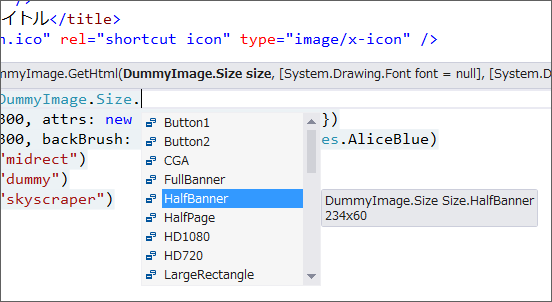 />
イトル</title>
n.ico" rel="shortcut icon" type="image/x-icon" />
mmyImage.GetHtml(DummyImage.Size size, [System.Drawing.Font font = null], [System.D
DummyImage.Size.
300, attrs: new })
300, backBrush: es.AliceBlue)
"midrect")
"dummy")
"skyscraper")
Button1
Button2
CGA
FullBanner
HalfBanner
HalfPage
HD1080
HD720
LargeRectangle
DummyImage.Size Size.HalfBanner
234x60